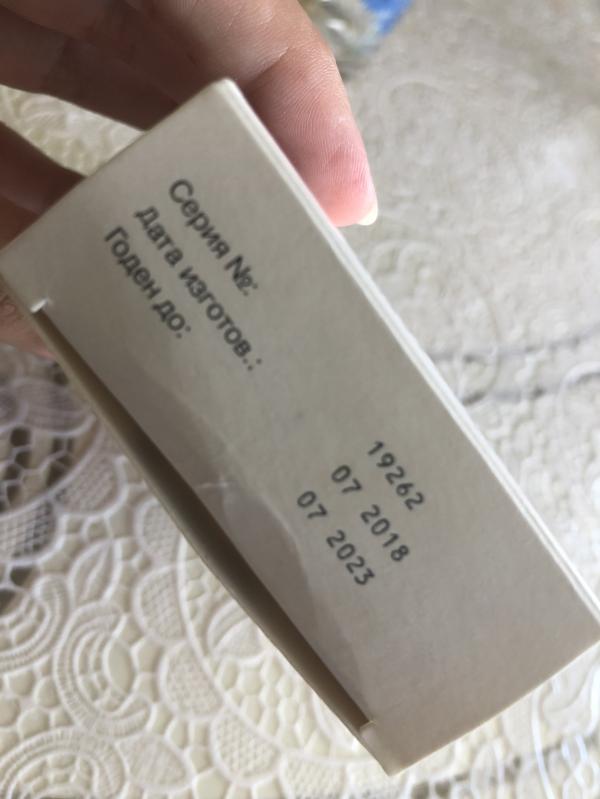 Серия №:
Дата изготов.:
Годен до:
19262
07 2018
07 2023